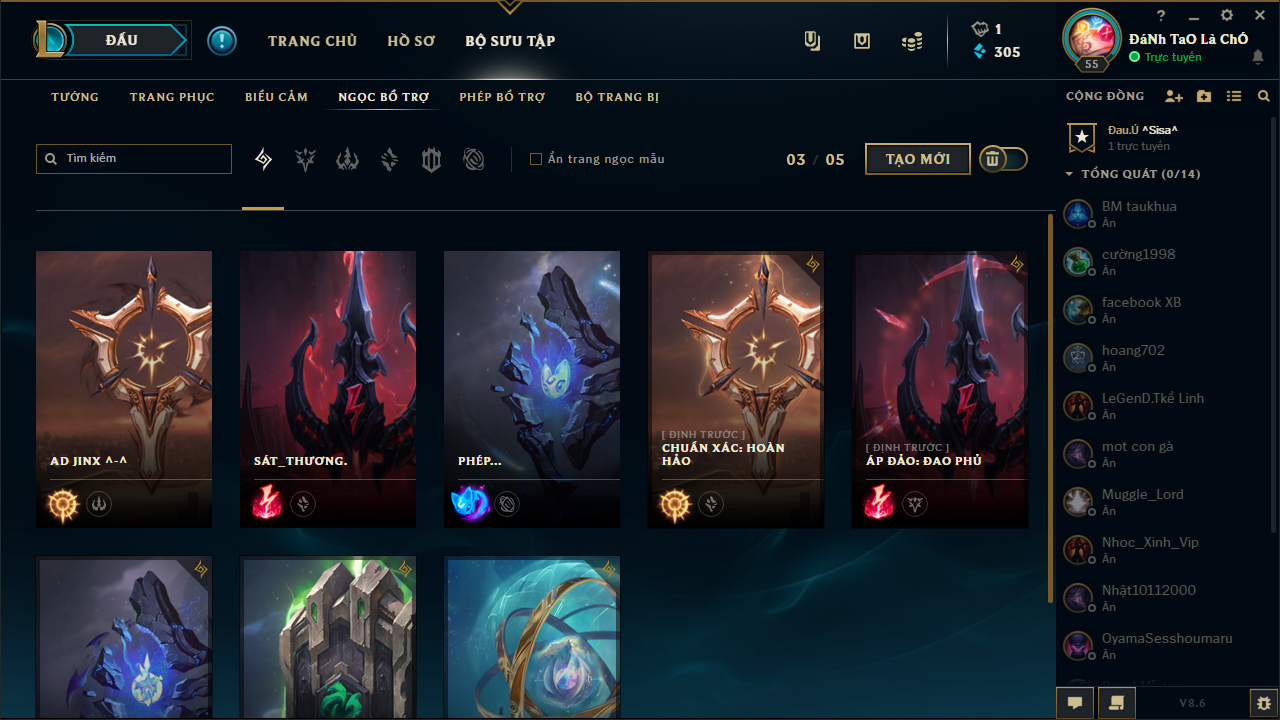 ĐẤU
TRANG CHỦ
HỒ SƠ
BỘ SƯU TẬP
1
305
55
ĐáNh TaO Là ChÓ
Trực tuyến
TƯỚNG
TRANG PHỤC
BIỂU CẢM
NGỌC BỔ TRỢ
PHÉP BỔ TRỢ
BỘ TRANG BỊ
Tìm kiếm
Ẩn trang ngọc mẫu
03 / 05
TẠO MỚI
AD JINX ^-^
SÁT_THƯƠNG.
PHÉP...
[ ĐỊNH TRƯỚC ]
CHUẨN XÁC: HOÀN
HẢO
[ ĐỊNH TRƯỚC ]
ÁP ĐẢO: ĐAO PHỦ
CỘNG ĐỒNG
Đau.Ủ ^Sisa^
1 trực tuyến
TỔNG QUÁT (0/14)
BM taukhua
Ẩn
cường1998
Ẩn
facebook XB
Ẩn
hoang702
Ẩn
LeGenD.Tkế Linh
Ẩn
mot con gà
Ẩn
Muggle_Lord
Ẩn
Nhoc_Xinh_Vip
Ẩn
Nhật10112000
Ẩn
OyamaSesshoumaru
Ẩn
V8.6